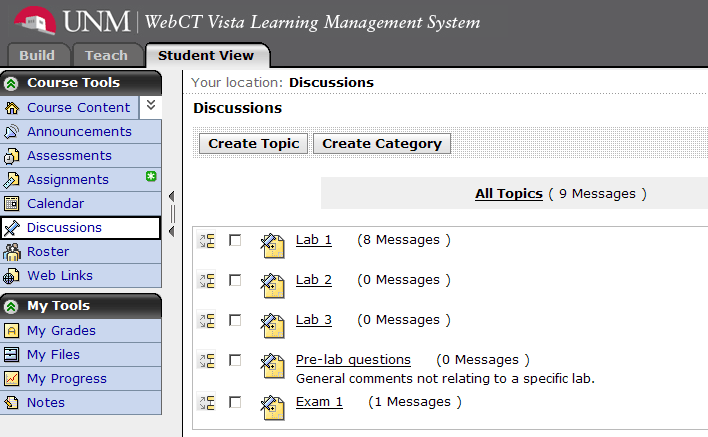 UNM | WebCT Vista Learning Management System
Build Teach Student View
Course Tools
Course Content
Announcements
Assessments
Assignments
Calendar
Discussions
Roster
Web Links
My Tools
My Grades
My Files
My Progress
Notes
Your location: Discussions
Discussions
Create Topic Create Category
All Topics ( 9 Messages )
Lab 1 (8 Messages )
Lab 2 (0 Messages )
Lab 3 (0 Messages )
Pre-lab questions (0 Messages )
General comments not relating to a specific lab.
Exam 1 (1 Messages )